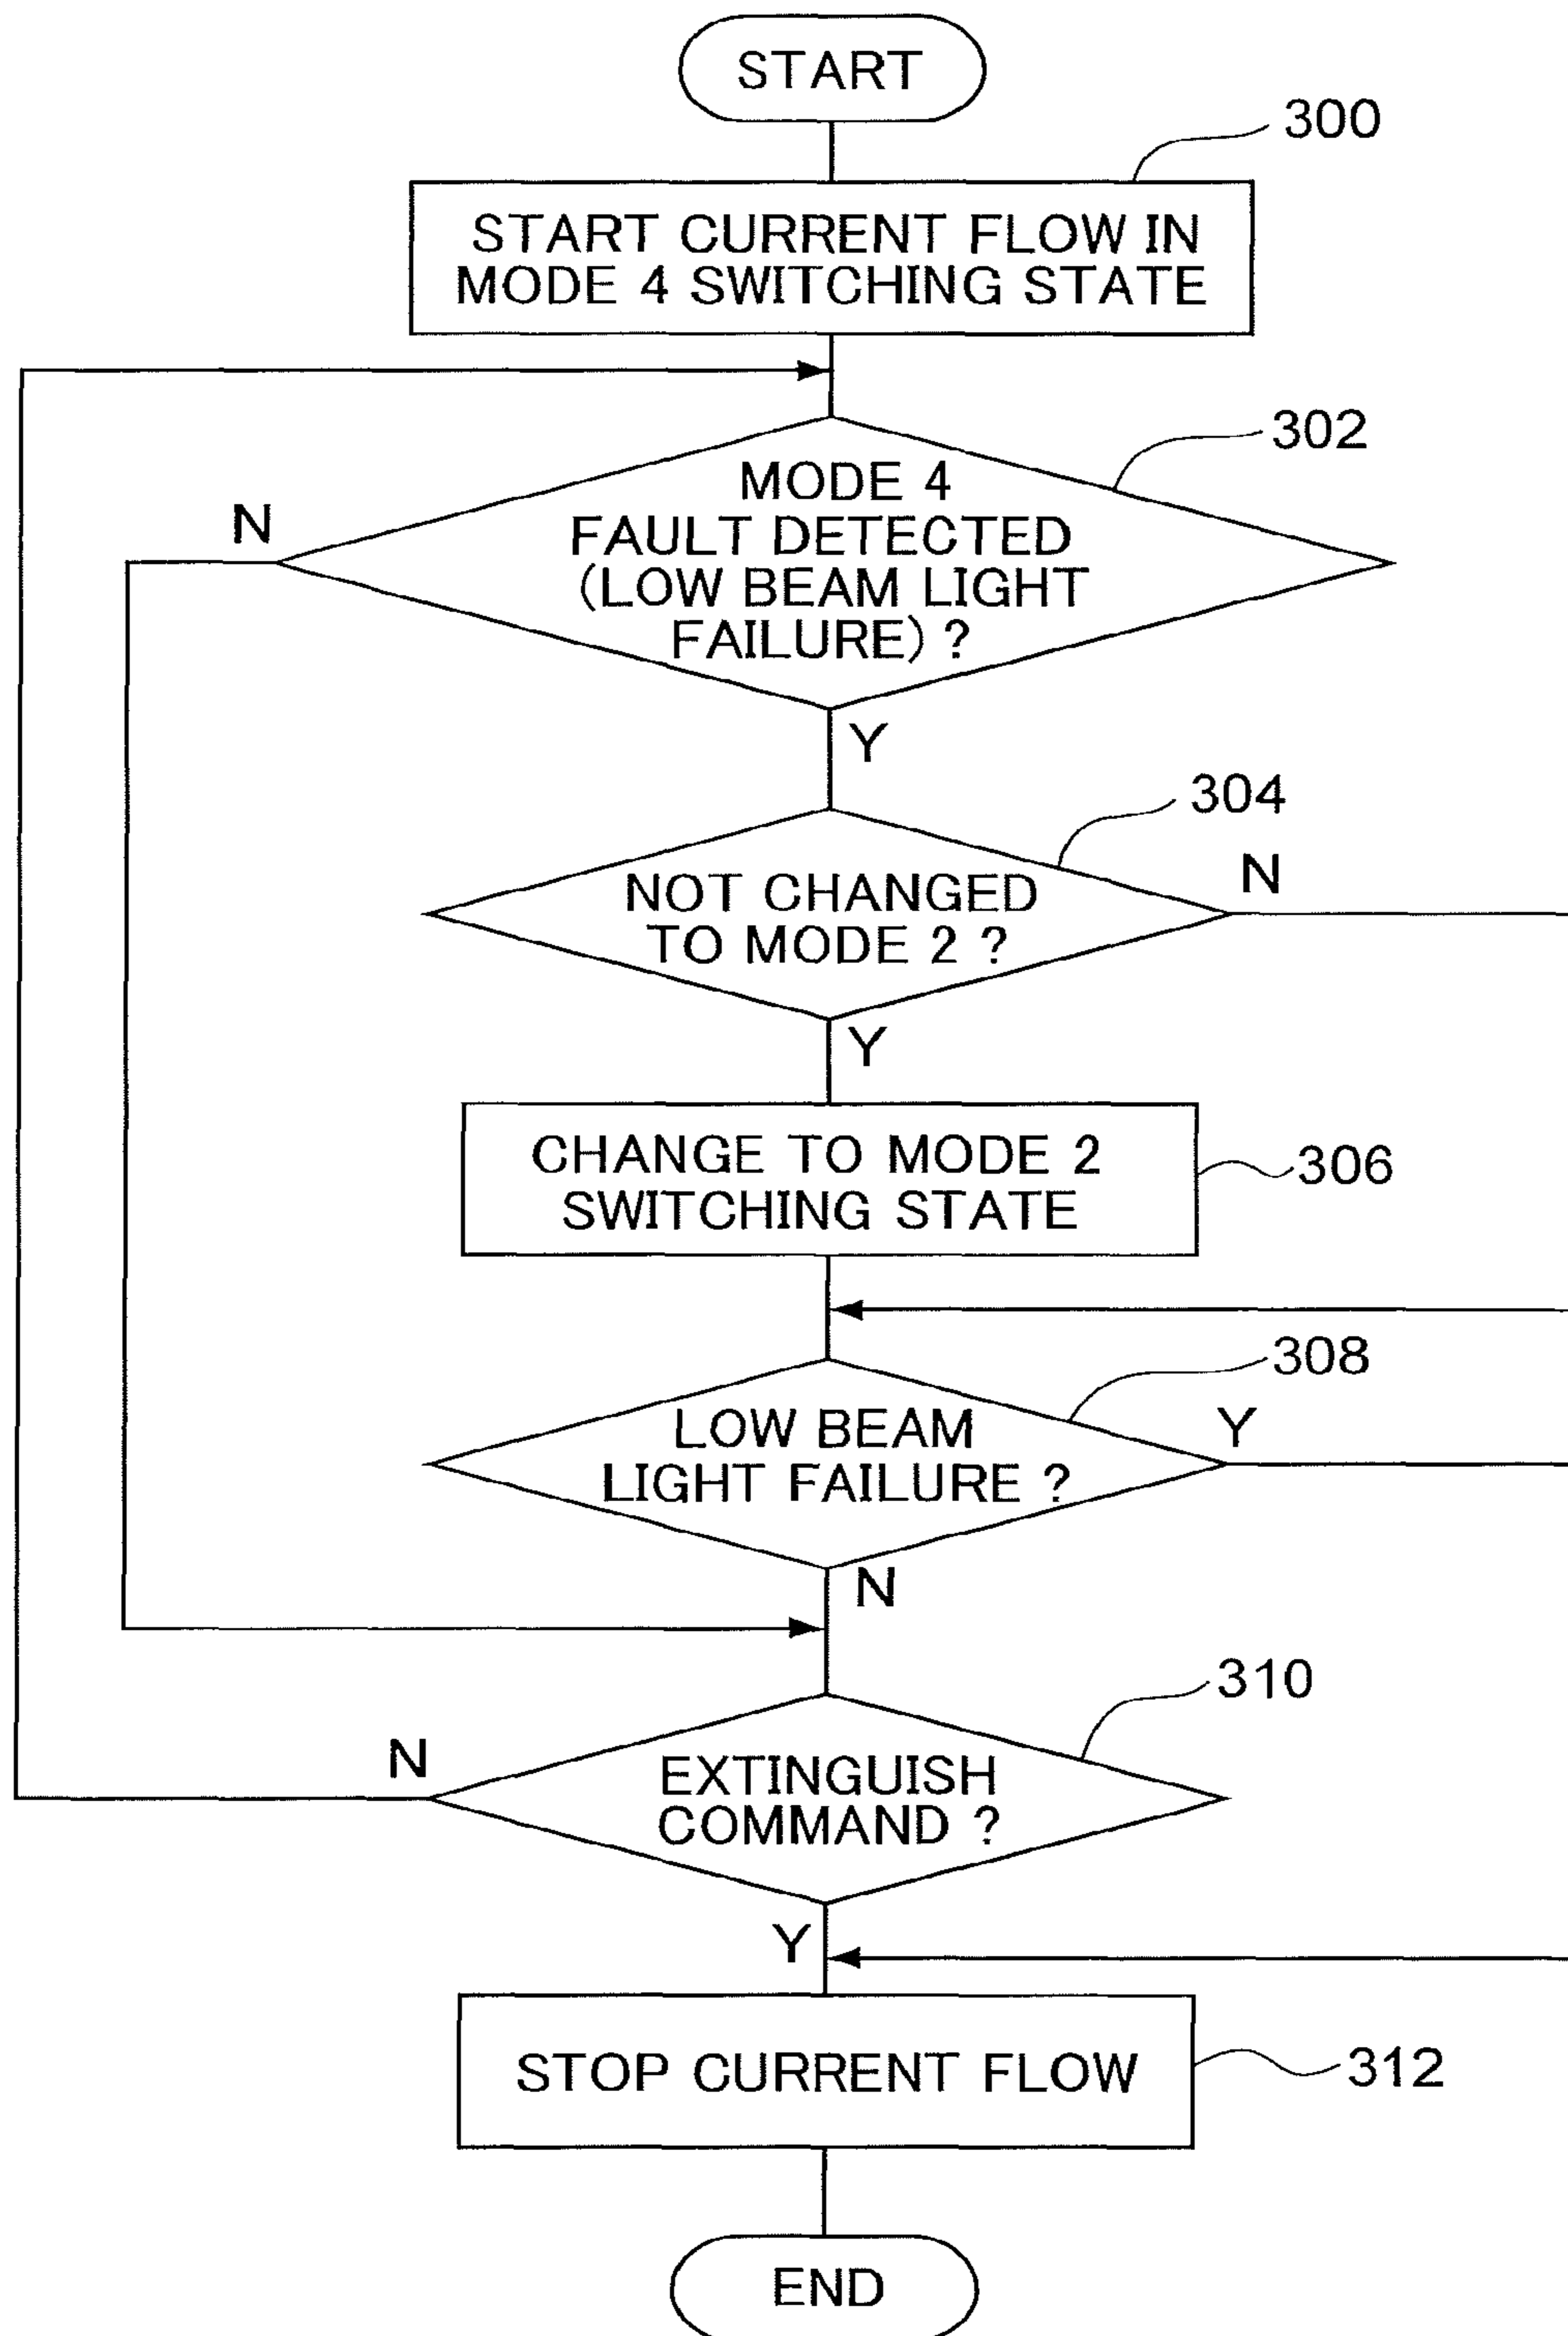 START
300
START CURRENT FLOW IN
MODE 4 SWITCHING STATE
302
MODE 4
FAULT DETECTED
(LOW BEAM LIGHT
FAILURE) ?
N
Y
304
NOT CHANGED
TO MODE 2 ?
N
Y
CHANGE TO MODE 2
SWITCHING STATE
306
308
LOW BEAM
LIGHT FAILURE ?
Y
N
310
EXTINGUISH
COMMAND ?
N
Y
STOP CURRENT FLOW
312
END